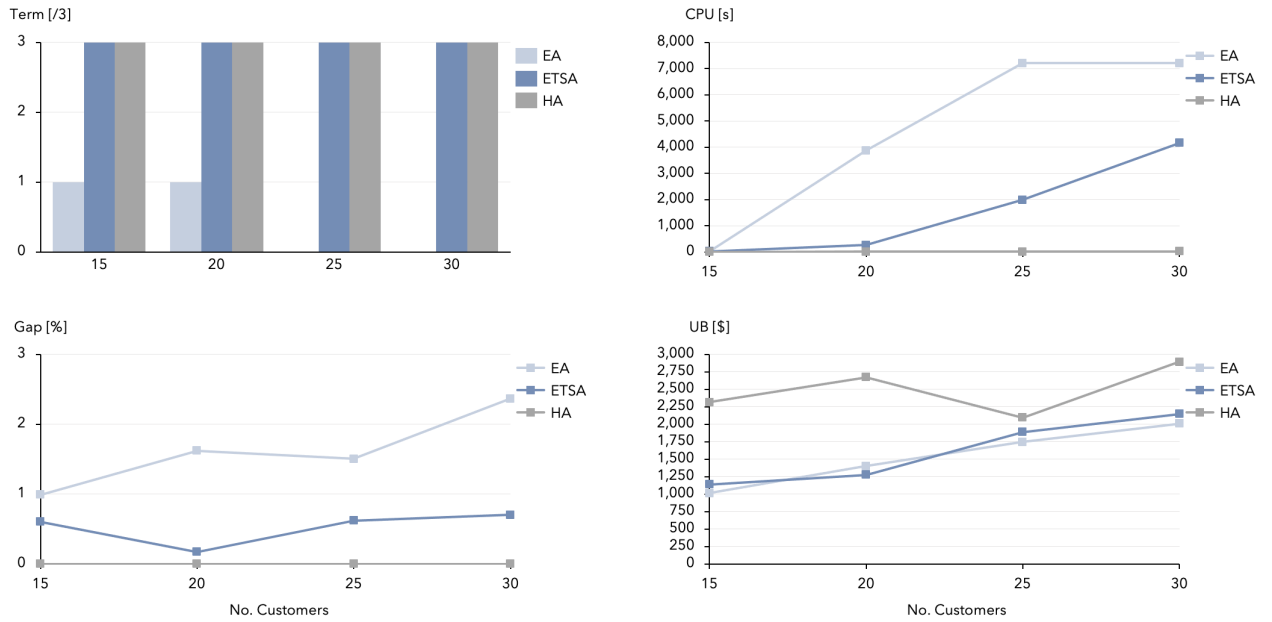 Term [/3]
3
2
1
0
15
20
25
30
EA
ETSA
HA
CPU [s]
8,000
7,000
6,000
5,000
4,000
3,000
2,000
1,000
0
15
20
25
30
EA
ETSA
HA
Gap [%]
3
2
1
0
15
20
25
30
No. Customers
EA
ETSA
HA
UB [$]
3,000
2,750
2,500
2,250
2,000
1,750
1,500
1,250
1,000
750
500
250
0
15
20
25
30
No. Customers
EA
ETSA
HA